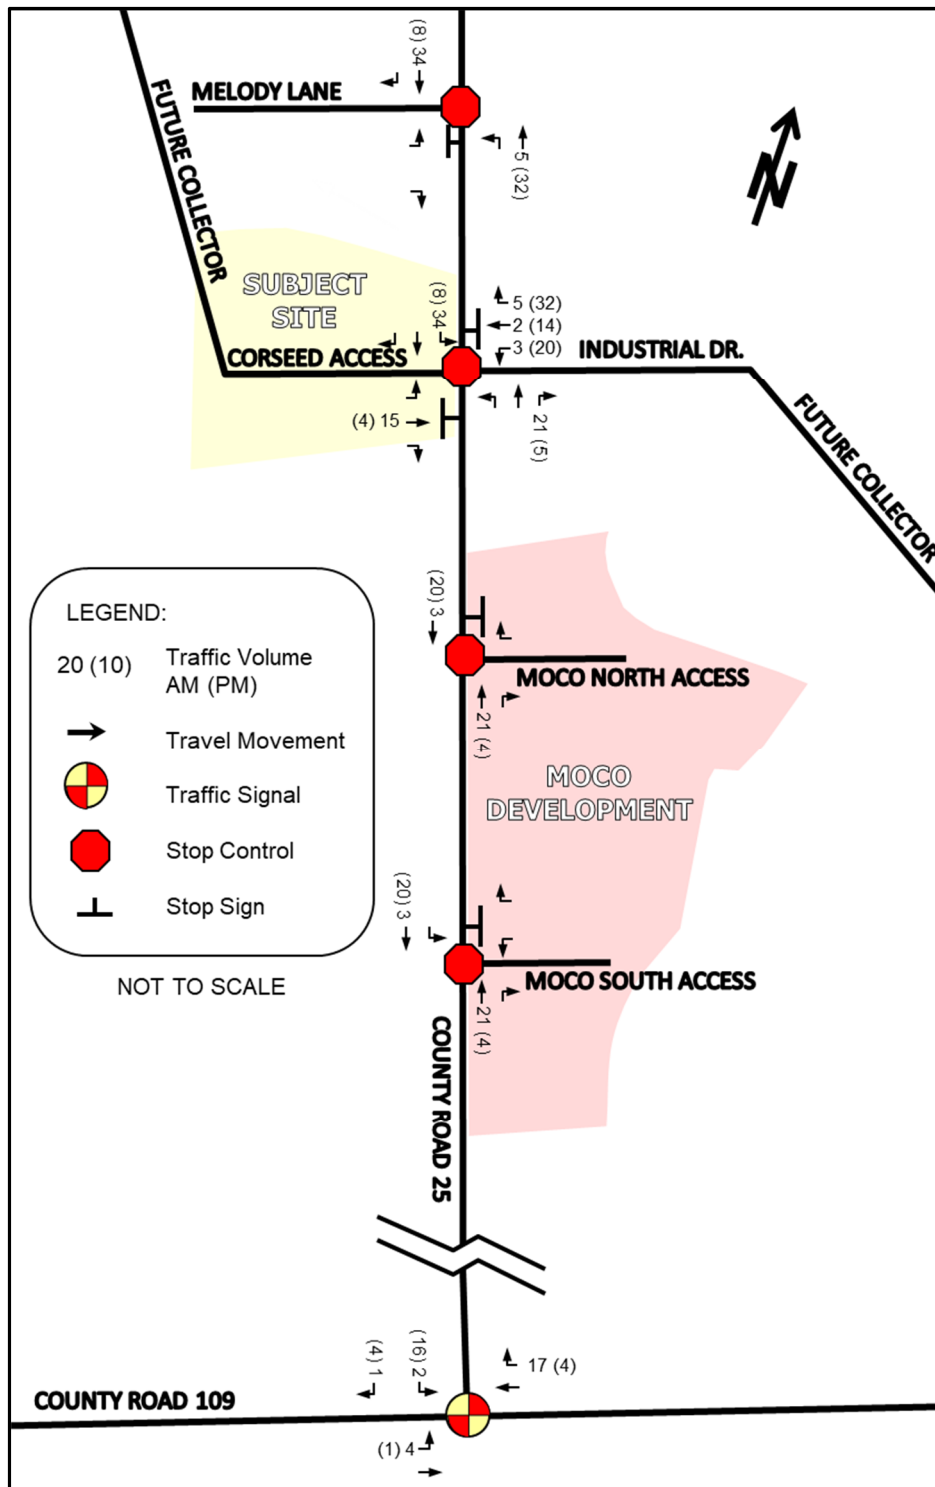 (8) 34
MELODY LANE
FUTURE COLLECTOR
5 (32)
N
SUBJECT
SITE
(8) 34
5 (32)
2 (14)
3 (20)
CORSEED ACCESS
INDUSTRIAL DR.
(4) 15
21 (5)
FUTURE COLLECTOR
LEGEND:
20 (10)
Traffic Volume
AM (PM)
Travel Movement
Traffic Signal
Stop Control
Stop Sign
NOT TO SCALE
(20) 3
MOCO NORTH ACCESS
21 (4)
MOCO
DEVELOPMENT
(20) 3
MOCO SOUTH ACCESS
21 (4)
COUNTY ROAD 25
(4) 1
(16) 2
17 (4)
COUNTY ROAD 109
(1) 4